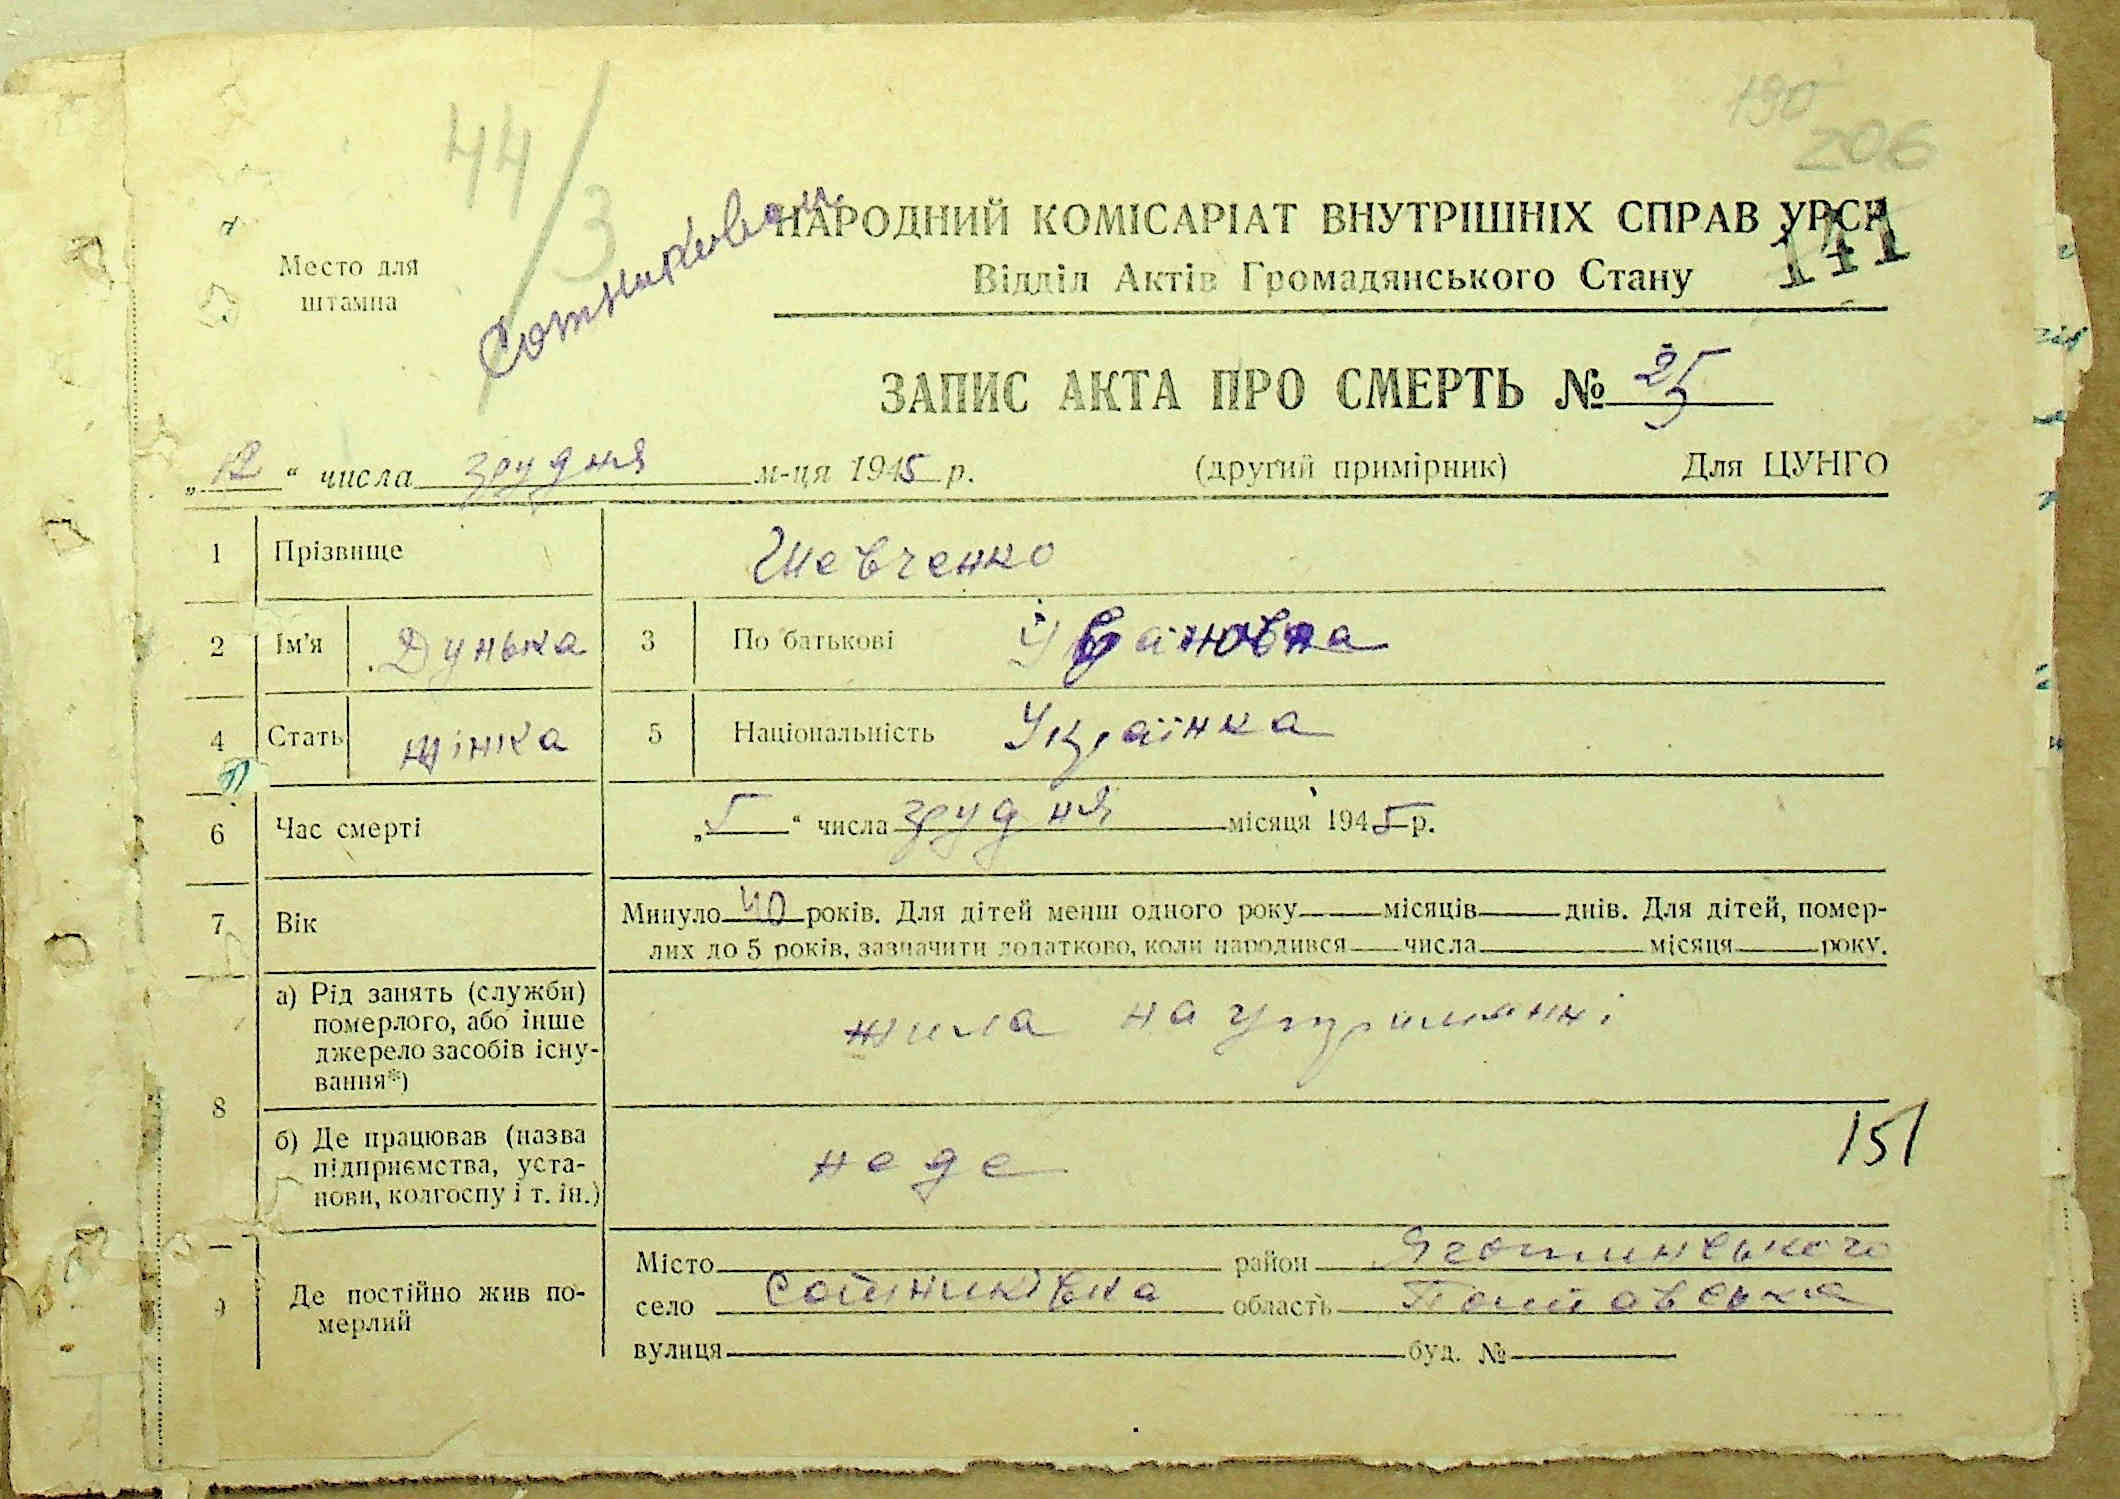 44/3
190
206
НАРОДНИЙ КОМІСАРІАТ ВНУТРІШНІХ СПРАВ УРСР
141
Место для
штампа
Відділ Актів Громадянського Стану
ЗАПИС АКТА ПРО СМЕРТЬ № 25
„12“ числа грудня м-ця 1945 р. (другий примірник) Для ЦУНГО
1 Прізвище Шевченко
2 Ім'я Дунька 3 По батькові Івановна
4 Стать жінка 5 Національність Українка
6 Час смерті „5“ числа грудня місяця 1945 р.
7 Вік Минуло 40 років. Для дітей менш одного року місяців днів. Для дітей, помер-
лих до 5 років, зазначити додатково, коли народився числа місяця року.
8 а) Рід занять (служби)
померлого, або інше
джерело засобів існу-
вання*)
жила на утриманні
б) Де працював (назва
підприємства, уста-
нови, колгоспу і т. ін.)
не де
151
9 Де постійно жив по-
мерлий
Місто район Яготинського
село Сотниківка область Полтавська
вулиця буд. №